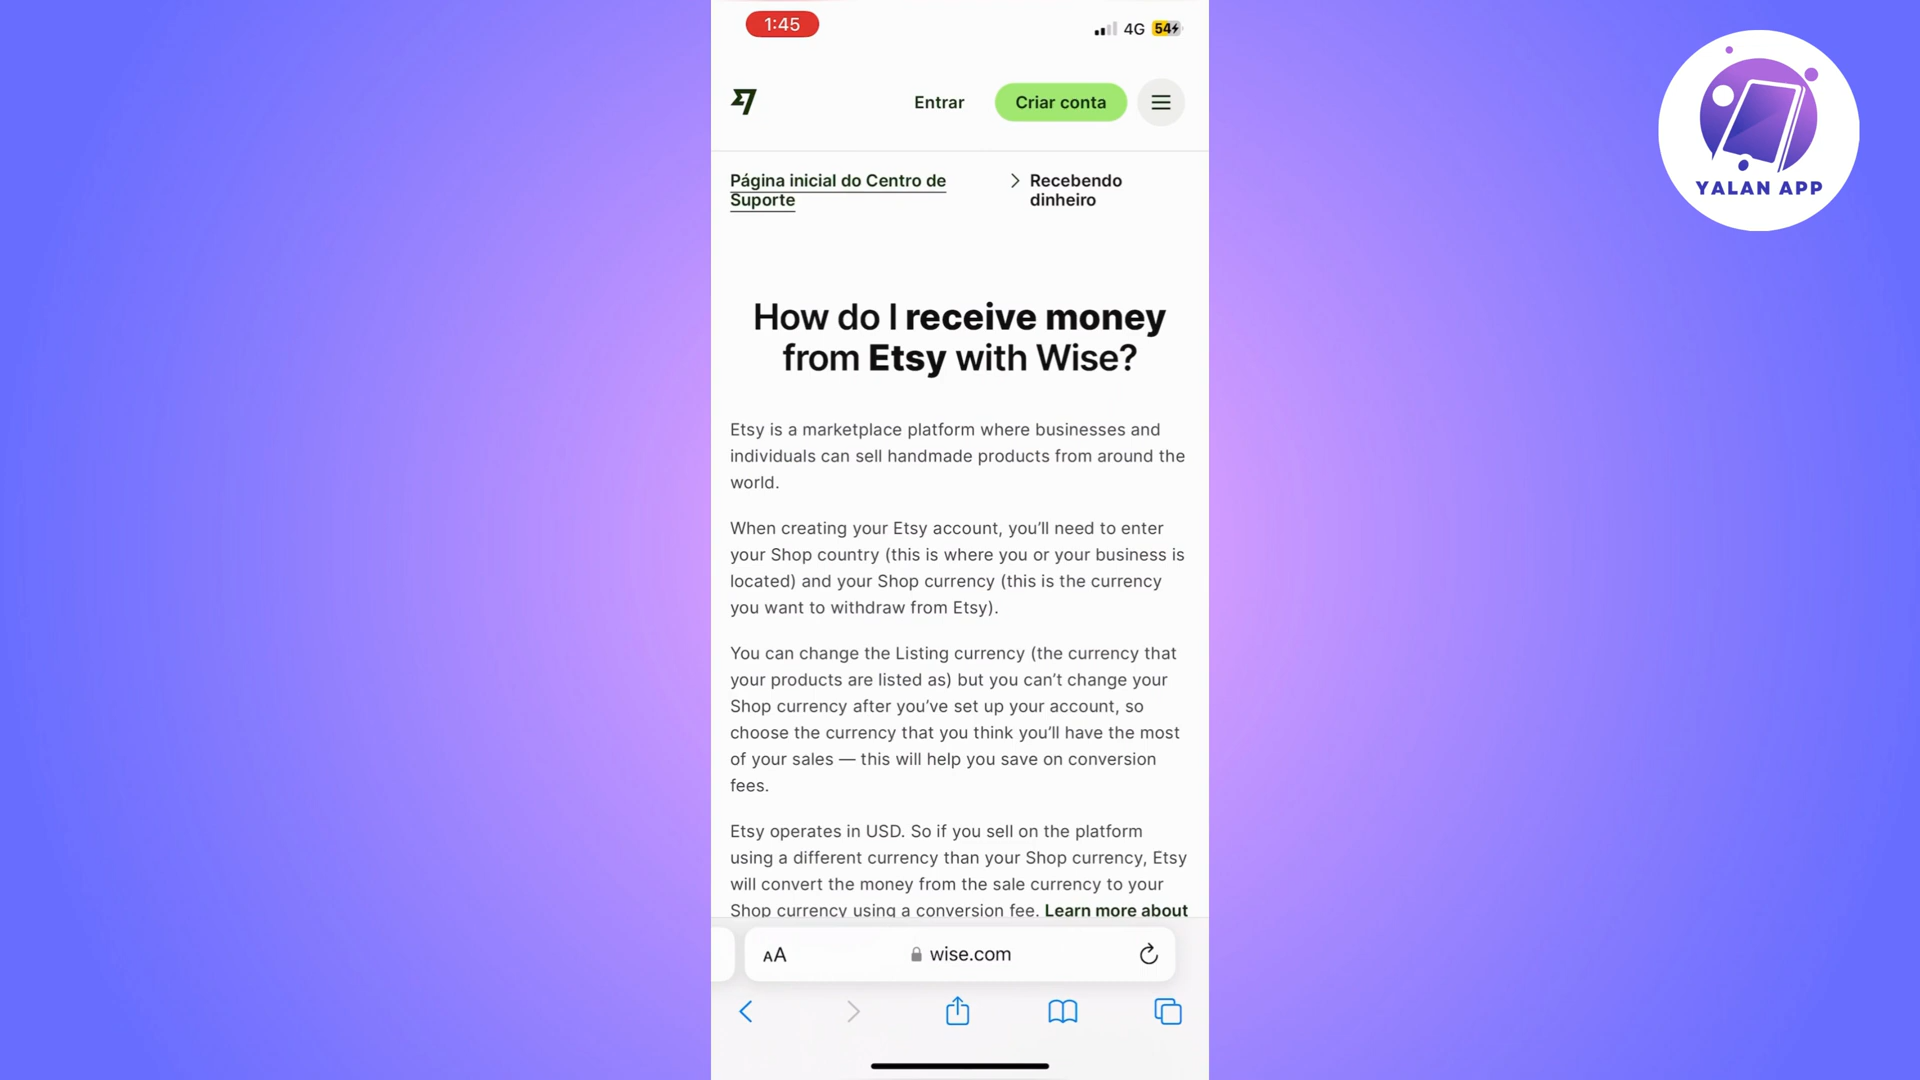 1:45
4G
54
YALAN APP
Entrar
Criar conta
Página inicial do Centro de
Suporte
Recebendo
dinheiro
How do I receive money
from Etsy with Wise?
Etsy is a marketplace platform where businesses and
individuals can sell handmade products from around the
world.
When creating your Etsy account, you’ll need to enter
your Shop country (this is where you or your business is
located) and your Shop currency (this is the currency
you want to withdraw from Etsy).
You can change the Listing currency (the currency that
your products are listed as) but you can’t change your
Shop currency after you’ve set up your account, so
choose the currency that you think you’ll have the most
of your sales — this will help you save on conversion
fees.
Etsy operates in USD. So if you sell on the platform
using a different currency than your Shop currency, Etsy
will convert the money from the sale currency to your
Shop currency using a conversion fee. Learn more about
AA
wise.com